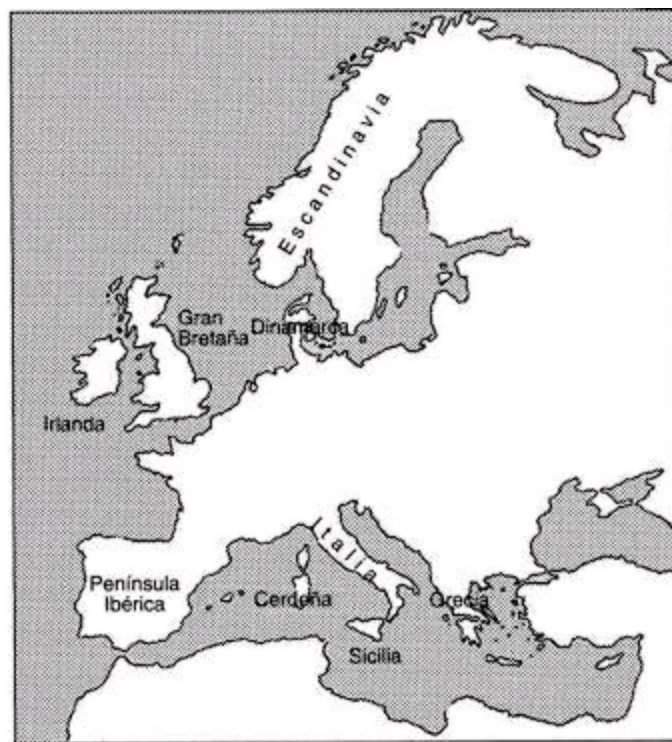 Escandinavia
Gran
Bretaña
Dinamarca
Irlanda
Italia
Península
Ibérica
Cerdeña
Grecia
Sicilia